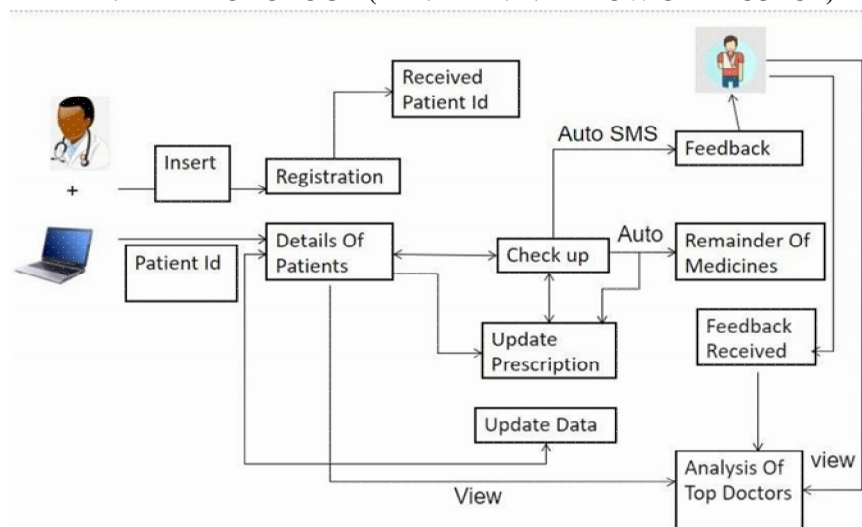 Received
Patient Id
Auto SMS
Feedback
Insert
Registration
+
Details Of
Patients
Patient Id
Check up
Auto
Remainder Of
Medicines
Update
Prescription
Feedback
Received
Update Data
View
Analysis Of
Top Doctors
view